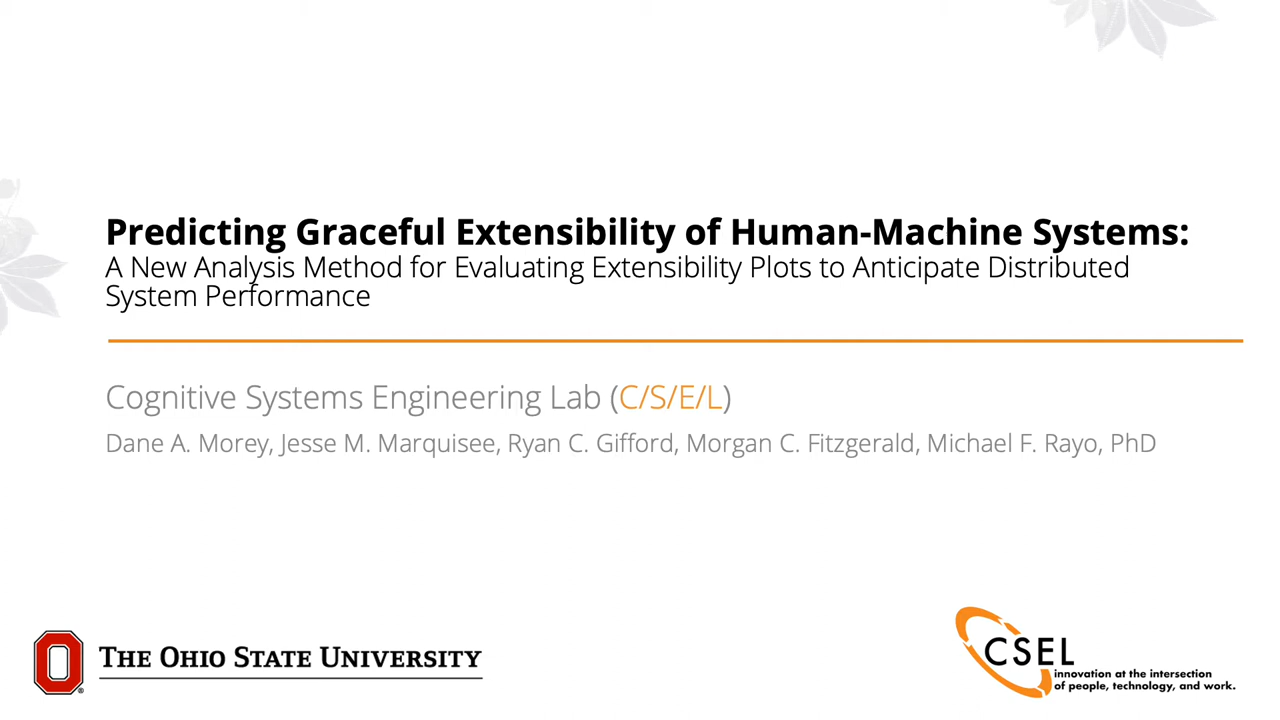 Predicting Graceful Extensibility of Human-Machine Systems:
A New Analysis Method for Evaluating Extensibility Plots to Anticipate Distributed
System Performance
Cognitive Systems Engineering Lab (C/S/E/L)
Dane A. Morey, Jesse M. Marquisee, Ryan C. Gifford, Morgan C. Fitzgerald, Michael F. Rayo, PhD
THE OHIO STATE UNIVERSITY
CSEL
innovation at the intersection
of people, technology, and work.